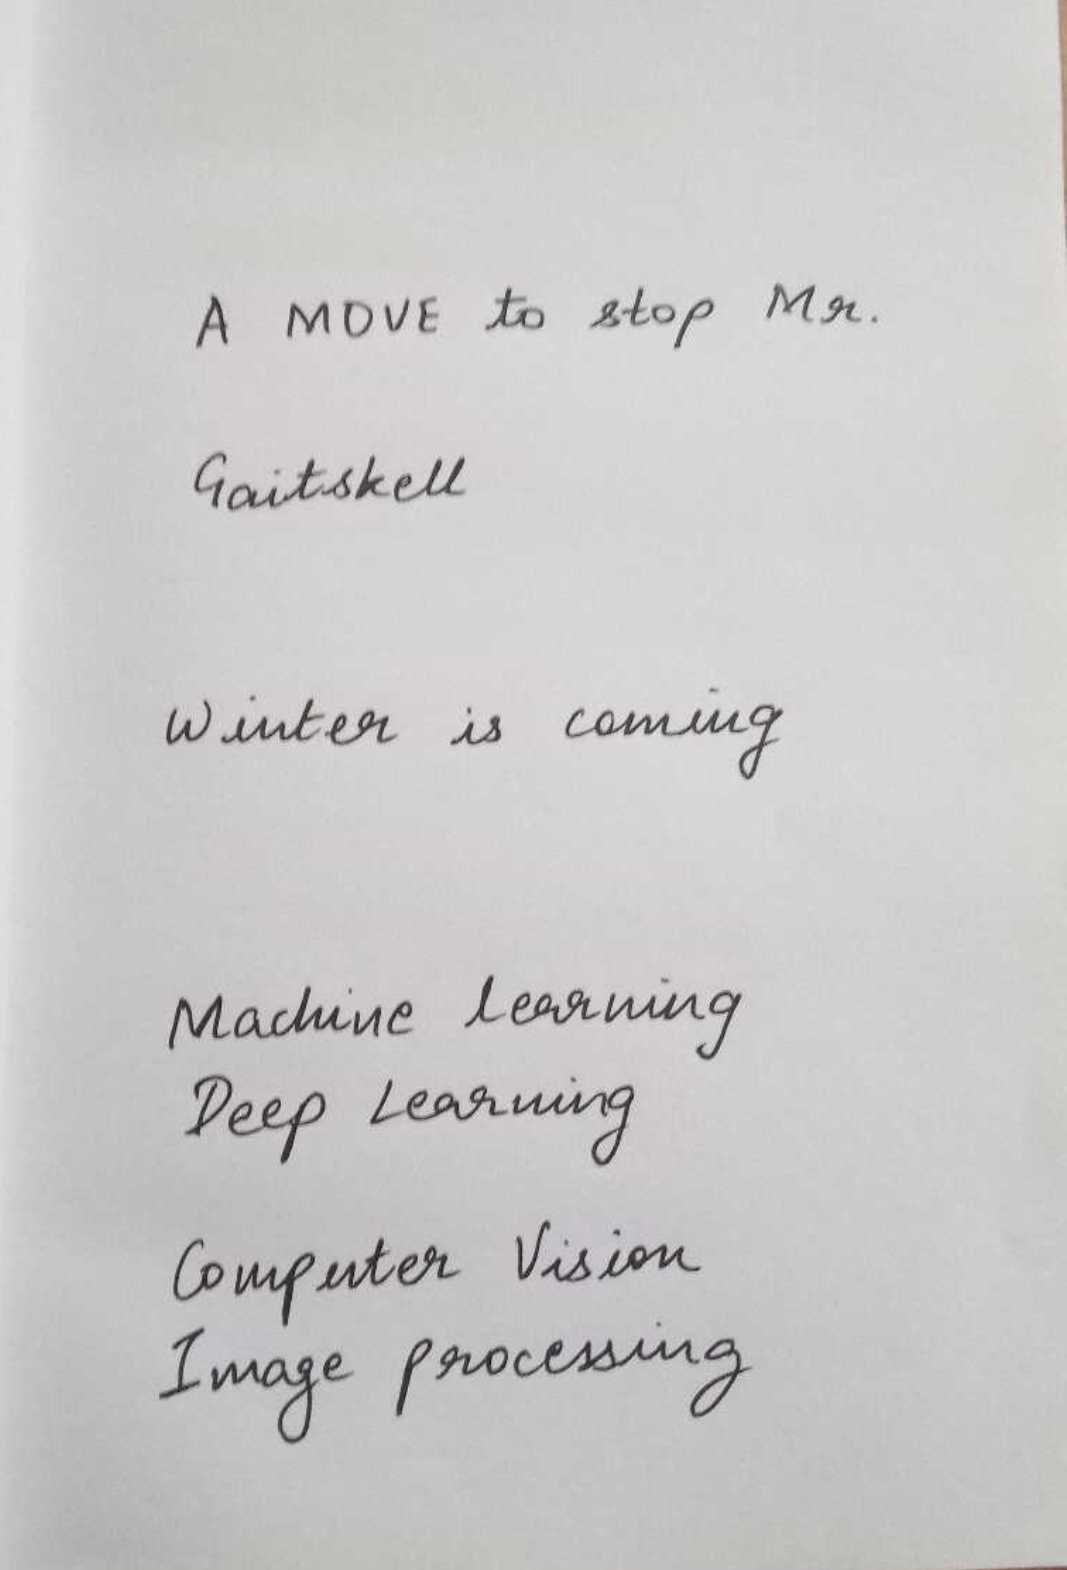 A MOVE to stop Mr.
Gaitskell
Winter is coming
Machine learning
Deep Learning
Computer Vision
Image processing